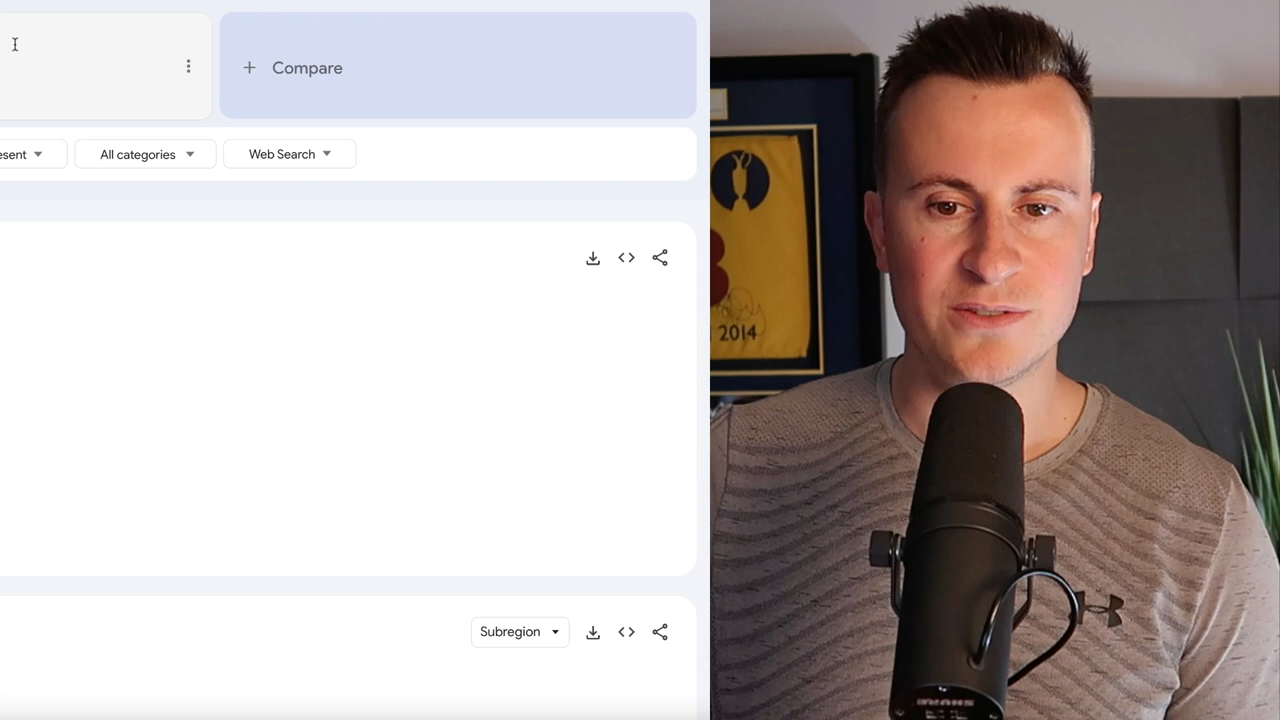 + Compare
esent
All categories
Web Search
2014
Subregion